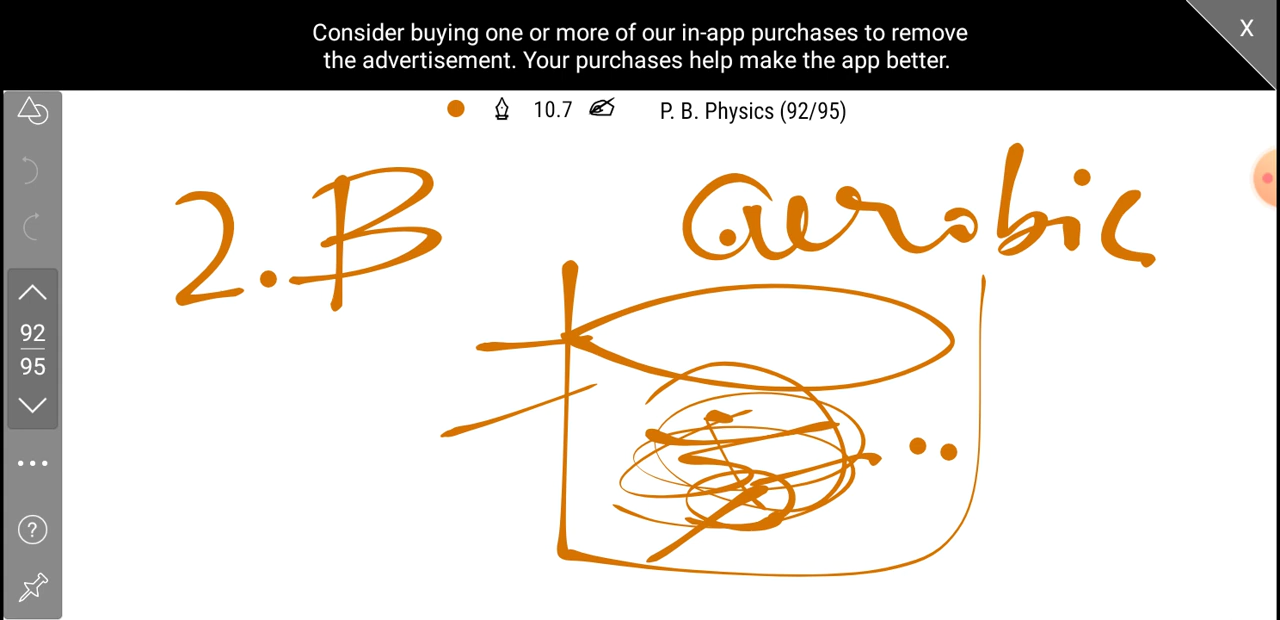 Consider buying one or more of our in-app purchases to remove
the advertisement. Your purchases help make the app better.
X
10.7 P. B. Physics (92/95)
2.B aerobic
92
95
?